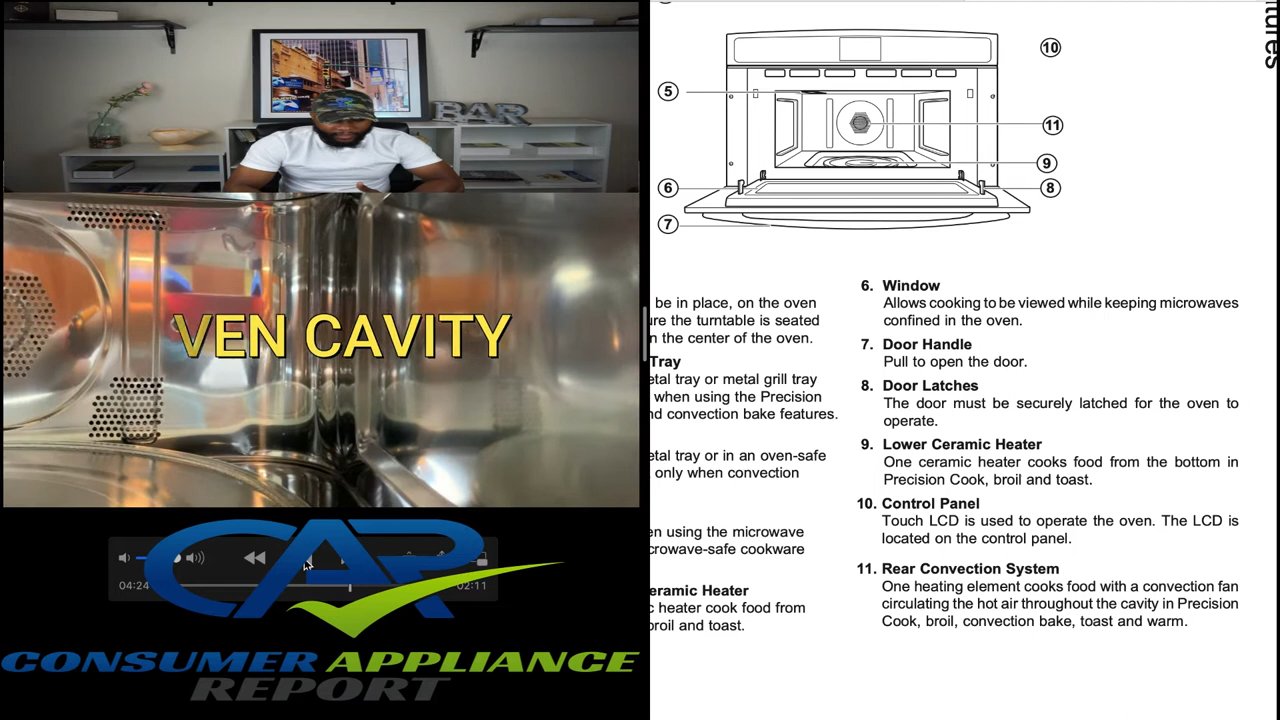 BAR
VEN CAVITY
04:24
02:11
CAR
CONSUMER APPLIANCE
REPORT
tures
5
10
11
9
6
8
7
be in place, on the oven
ure the turntable is seated
n the center of the oven.
Tray
etal tray or metal grill tray
when using the Precision
nd convection bake features.
etal tray or in an oven-safe
only when convection
en using the microwave
crowave-safe cookware
eramic Heater
c heater cook food from
broil and toast.
6. Window
Allows cooking to be viewed while keeping microwaves
confined in the oven.
7. Door Handle
Pull to open the door.
8. Door Latches
The door must be securely latched for the oven to
operate.
9. Lower Ceramic Heater
One ceramic heater cooks food from the bottom in
Precision Cook, broil and toast.
10. Control Panel
Touch LCD is used to operate the oven. The LCD is
located on the control panel.
11. Rear Convection System
One heating element cooks food with a convection fan
circulating the hot air throughout the cavity in Precision
Cook, broil, convection bake, toast and warm.